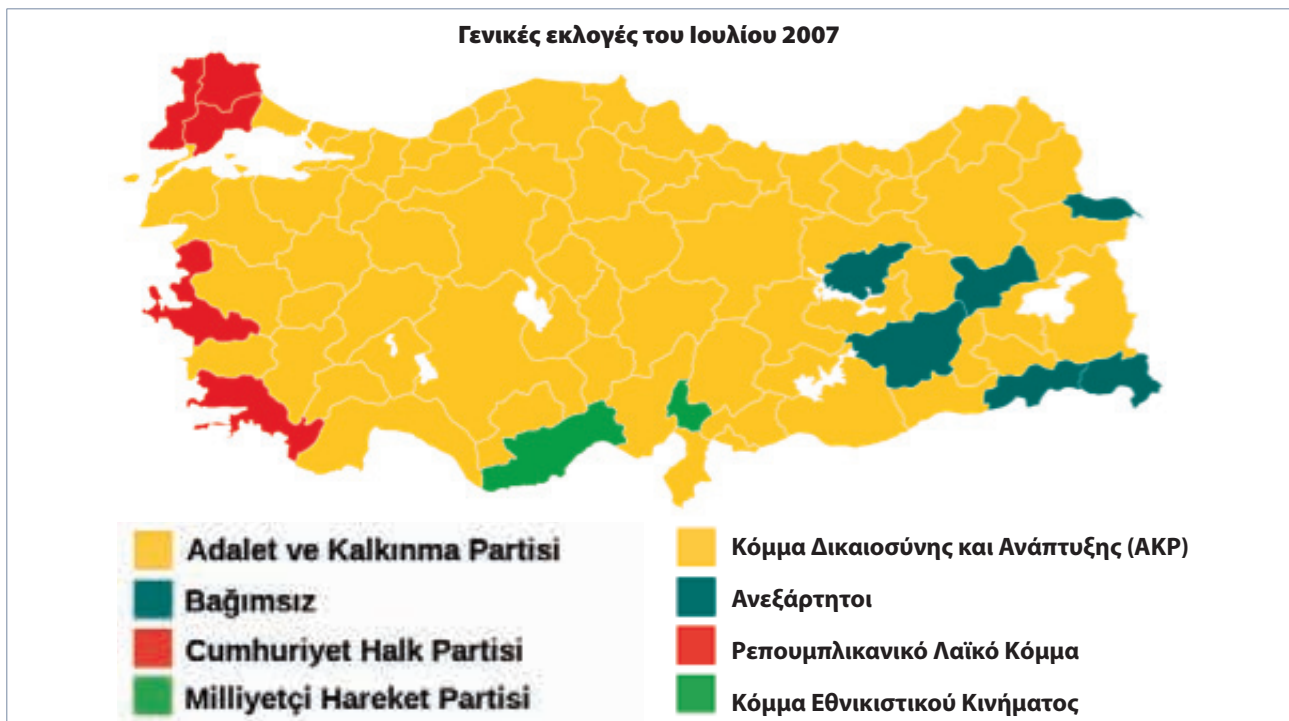 Γενικές εκλογές του Ιουλίου 2007
Adalet ve Kalkınma Partisi
Bağımsız
Cumhuriyet Halk Partisi
Milliyetçi Hareket Partisi
Κόμμα Δικαιοσύνης και Ανάπτυξης (AKP)
Ανεξάρτητοι
Ρεπουμπλικανικό Λαϊκό Κόμμα
Κόμμα Εθνικιστικού Κινήματος